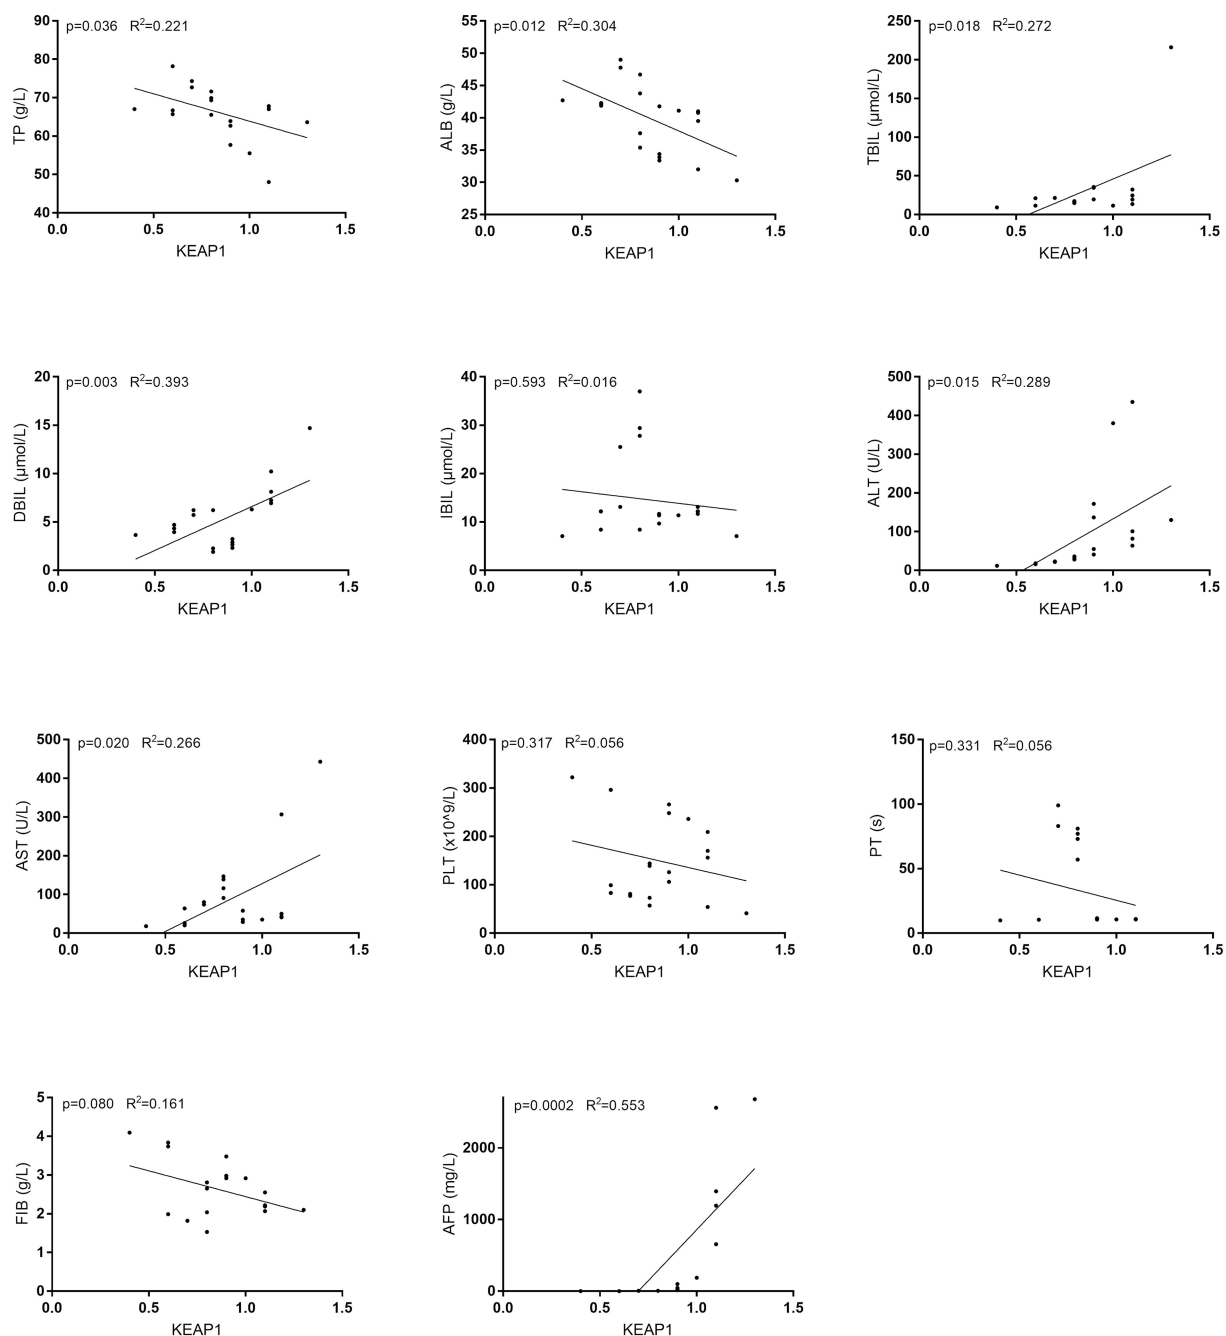 p=0.036 R²=0.221
TP (g/L)
90
80
70
60
50
40
0.0 0.5 1.0 1.5
KEAP1
p=0.012 R²=0.304
ALB (g/L)
55
50
45
40
35
30
25
0.0 0.5 1.0 1.5
KEAP1
p=0.018 R²=0.272
TBIL (μmol/L)
250
200
150
100
50
0
0.0 0.5 1.0 1.5
KEAP1
p=0.003 R²=0.393
DBIL (μmol/L)
20
15
10
5
0
0.0 0.5 1.0 1.5
KEAP1
p=0.593 R²=0.016
IBIL (μmol/L)
40
30
20
10
0
0.0 0.5 1.0 1.5
KEAP1
p=0.015 R²=0.289
ALT (U/L)
500
400
300
200
100
0
0.0 0.5 1.0 1.5
KEAP1
p=0.020 R²=0.266
AST (U/L)
500
400
300
200
100
0
0.0 0.5 1.0 1.5
KEAP1
p=0.317 R²=0.056
PLT (x10^9/L)
400
300
200
100
0
0.0 0.5 1.0 1.5
KEAP1
p=0.331 R²=0.056
PT (s)
150
100
50
0
0.0 0.5 1.0 1.5
KEAP1
p=0.080 R²=0.161
FIB (g/L)
5
4
3
2
1
0
0.0 0.5 1.0 1.5
KEAP1
p=0.0002 R²=0.553
AFP (mg/L)
2000
1000
0
0.0 0.5 1.0 1.5
KEAP1